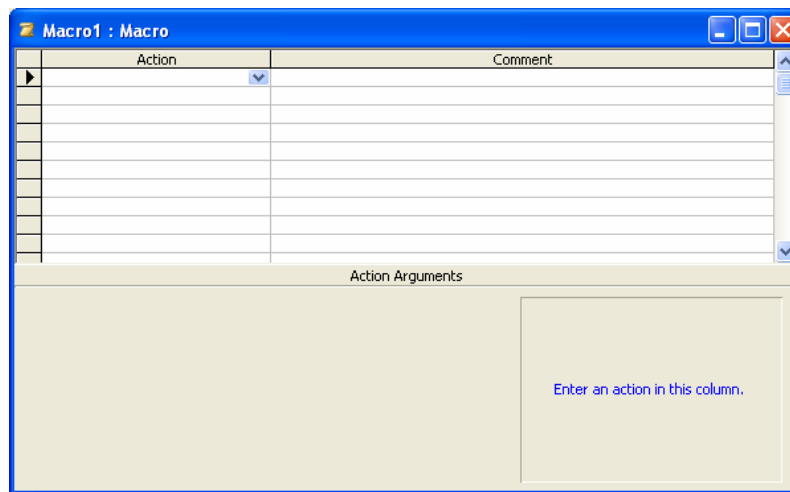 Macro1 : Macro
Action Comment
Action Arguments
Enter an action in this column.